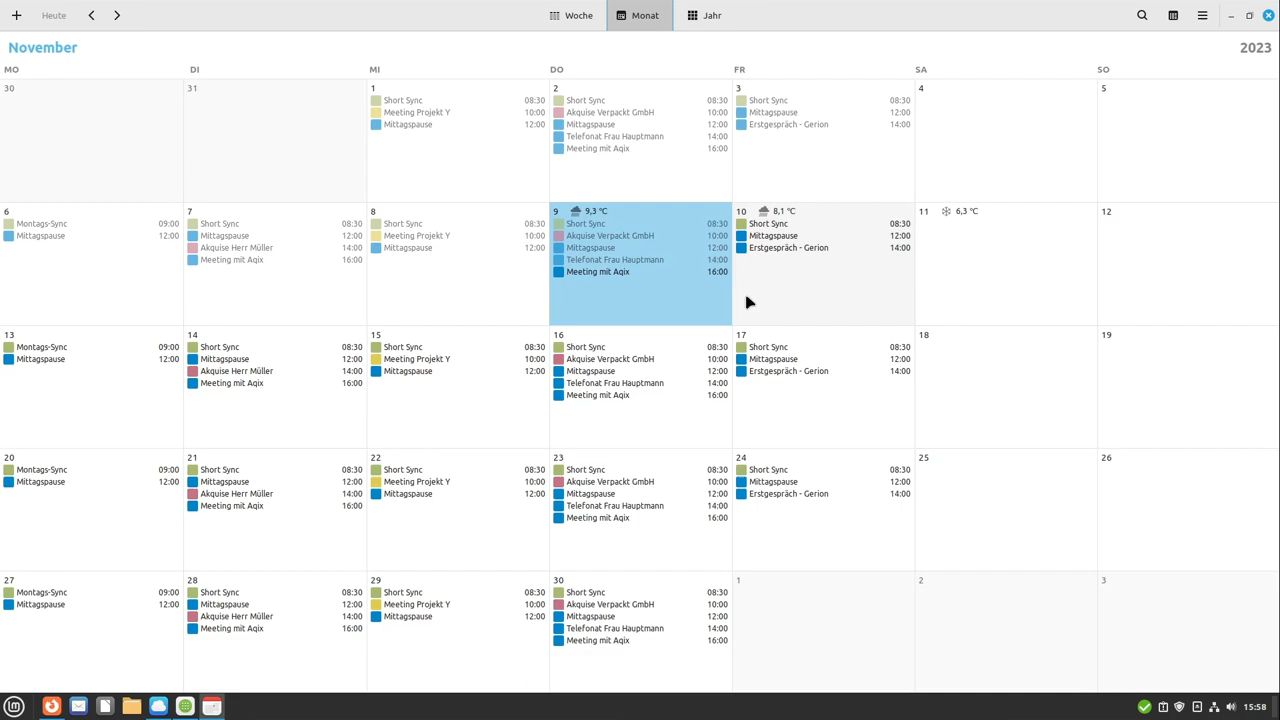 Heute Woche Monat Jahr
November 2023
MO DI MI DO FR SA SO
30 31 1 2 3 4 5
Short Sync 08:30
Meeting Projekt Y 10:00
Mittagspause 12:00
Short Sync 08:30
Akquise Verpackt GmbH 10:00
Mittagspause 12:00
Telefonat Frau Hauptmann 14:00
Meeting mit Aqix 16:00
Short Sync 08:30
Mittagspause 12:00
Erstgespräch - Gerion 14:00
6 7 8 9 9,3 °C 10 8,1 °C 11 6,3 °C 12
Montags-Sync 09:00
Mittagspause 12:00
Short Sync 08:30
Mittagspause 12:00
Akquise Herr Müller 14:00
Meeting mit Aqix 16:00
Short Sync 08:30
Meeting Projekt Y 10:00
Mittagspause 12:00
Short Sync 08:30
Akquise Verpackt GmbH 10:00
Mittagspause 12:00
Telefonat Frau Hauptmann 14:00
Meeting mit Aqix 16:00
Short Sync 08:30
Mittagspause 12:00
Erstgespräch - Gerion 14:00
13 14 15 16 17 18 19
Montags-Sync 09:00
Mittagspause 12:00
Short Sync 08:30
Mittagspause 12:00
Akquise Herr Müller 14:00
Meeting mit Aqix 16:00
Short Sync 08:30
Meeting Projekt Y 10:00
Mittagspause 12:00
Short Sync 08:30
Akquise Verpackt GmbH 10:00
Mittagspause 12:00
Telefonat Frau Hauptmann 14:00
Meeting mit Aqix 16:00
Short Sync 08:30
Mittagspause 12:00
Erstgespräch - Gerion 14:00
20 21 22 23 24 25 26
Montags-Sync 09:00
Mittagspause 12:00
Short Sync 08:30
Mittagspause 12:00
Akquise Herr Müller 14:00
Meeting mit Aqix 16:00
Short Sync 08:30
Meeting Projekt Y 10:00
Mittagspause 12:00
Short Sync 08:30
Akquise Verpackt GmbH 10:00
Mittagspause 12:00
Telefonat Frau Hauptmann 14:00
Meeting mit Aqix 16:00
Short Sync 08:30
Mittagspause 12:00
Erstgespräch - Gerion 14:00
27 28 29 30 1 2 3
Montags-Sync 09:00
Mittagspause 12:00
Short Sync 08:30
Mittagspause 12:00
Akquise Herr Müller 14:00
Meeting mit Aqix 16:00
Short Sync 08:30
Meeting Projekt Y 10:00
Mittagspause 12:00
Short Sync 08:30
Akquise Verpackt GmbH 10:00
Mittagspause 12:00
Telefonat Frau Hauptmann 14:00
Meeting mit Aqix 16:00
15:58